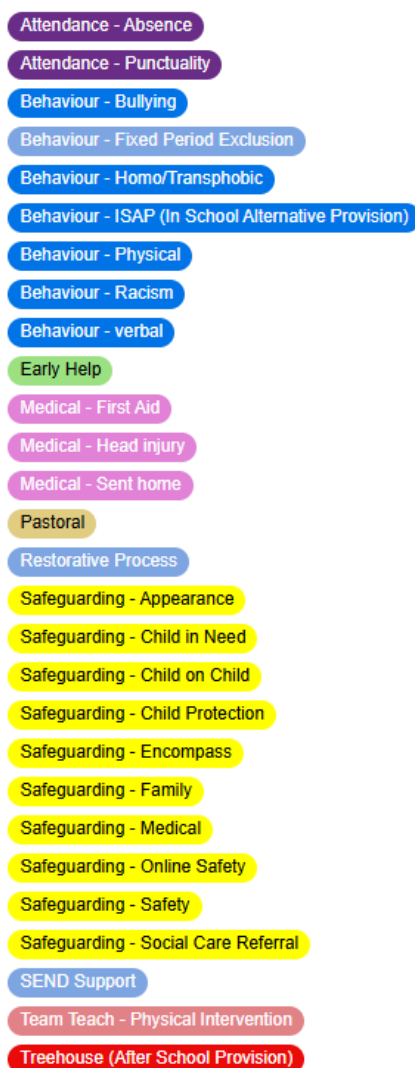 Attendance - Absence
Attendance - Punctuality
Behaviour - Bullying
Behaviour - Fixed Period Exclusion
Behaviour - Homo/Transphobic
Behaviour - ISAP (In School Alternative Provision)
Behaviour - Physical
Behaviour - Racism
Behaviour - verbal
Early Help
Medical - First Aid
Medical - Head injury
Medical - Sent home
Pastoral
Restorative Process
Safeguarding - Appearance
Safeguarding - Child in Need
Safeguarding - Child on Child
Safeguarding - Child Protection
Safeguarding - Encompass
Safeguarding - Family
Safeguarding - Medical
Safeguarding - Online Safety
Safeguarding - Safety
Safeguarding - Social Care Referral
SEND Support
Team Teach - Physical Intervention
Treehouse (After School Provision)